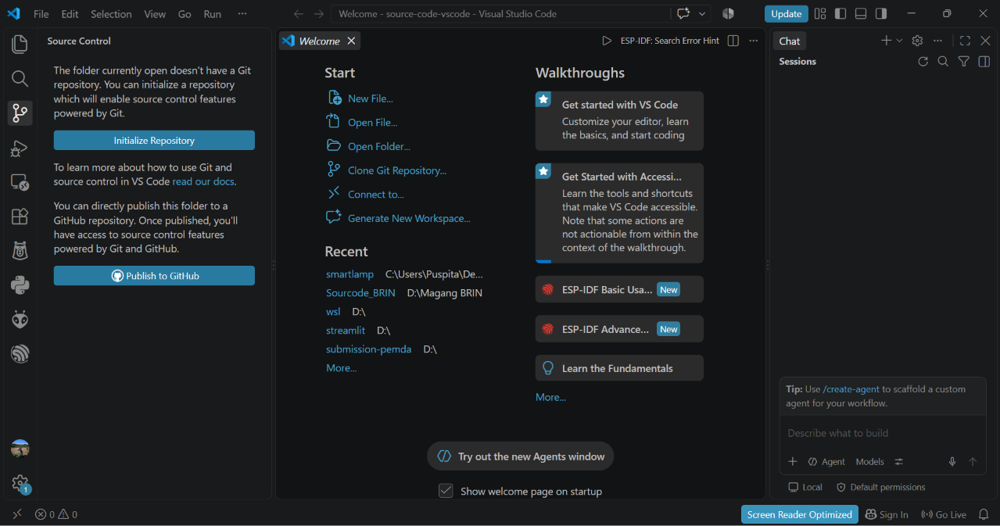 File Edit Selection View Go Run ···
Welcome - source-code-vscode - Visual Studio Code
Update
Source Control
The folder currently open doesn't have a Git
repository. You can initialize a repository
which will enable source control features
powered by Git.
Initialize Repository
To learn more about how to use Git and
source control in VS Code read our docs.
You can directly publish this folder to a
GitHub repository. Once published, you'll
have access to source control features
powered by Git and GitHub.
Publish to GitHub
1
Welcome
ESP-IDF: Search Error Hint
Start
New File...
Open File...
Open Folder...
Clone Git Repository...
Connect to...
Generate New Workspace...
Recent
smartlamp C:\Users\Puspita\De...
Sourcode_BRIN D:\Magang BRIN
wsl D:\
streamlit D:\
submission-pemda D:\
More...
Walkthroughs
Get started with VS Code
Customize your editor, learn
the basics, and start coding
Get Started with Accessi...
Learn the tools and shortcuts
that make VS Code accessible.
Note that some actions are
not actionable from within the
context of the walkthrough.
ESP-IDF Basic Usa... New
ESP-IDF Advance... New
Learn the Fundamentals
More...
Try out the new Agents window
Show welcome page on startup
Chat
Sessions
Tip: Use /create-agent to scaffold a custom
agent for your workflow.
Describe what to build
Agent Models
Local Default permissions
0 0
Screen Reader Optimized Sign In Go Live